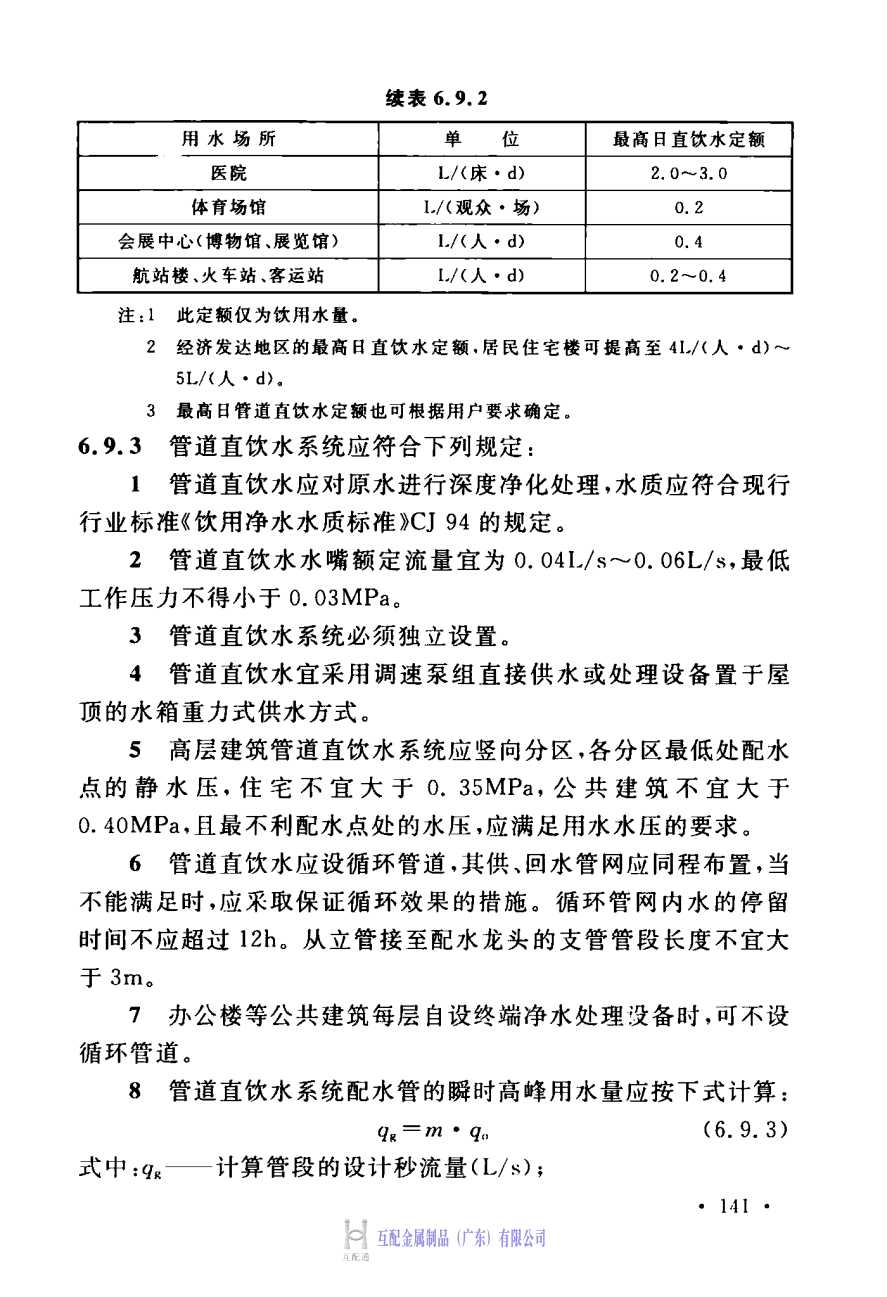 续表 6.9.2
用水场所 单 位 最高日直饮水定额
医院 L/(床·d) 2.0~3.0
体育场馆 L/(观众·场) 0.2
会展中心(博物馆、展览馆) L/(人·d) 0.4
航站楼、火车站、客运站 L/(人·d) 0.2~0.4
注:1 此定额仅为饮用水量。
2 经济发达地区的最高日直饮水定额,居民住宅楼可提高至 4L/(人·d)~
5L/(人·d)。
3 最高日管道直饮水定额也可根据用户要求确定。
6.9.3 管道直饮水系统应符合下列规定:
1 管道直饮水应对原水进行深度净化处理,水质应符合现行
行业标准《饮用净水水质标准》CJ 94 的规定。
2 管道直饮水水嘴额定流量宜为 0.04L/s~0.06L/s,最低
工作压力不得小于 0.03MPa。
3 管道直饮水系统必须独立设置。
4 管道直饮水宜采用调速泵组直接供水或处理设备置于屋
顶的水箱重力式供水方式。
5 高层建筑管道直饮水系统应竖向分区,各分区最低处配水
点的静水压,住宅不宜大于 0.35MPa,公共建筑不宜大于
0.40MPa,且最不利配水点处的水压,应满足用水水压的要求。
6 管道直饮水应设循环管道,其供、回水管网应同程布置,当
不能满足时,应采取保证循环效果的措施。循环管网内水的停留
时间不应超过 12h。从立管接至配水龙头的支管管段长度不宜大
于 3m。
7 办公楼等公共建筑每层自设终端净水处理设备时,可不设
循环管道。
8 管道直饮水系统配水管的瞬时高峰用水量应按下式计算:
qg=m·qo (6.9.3)
式中:qg——计算管段的设计秒流量(L/s);
·141·
互配金属制品（广东）有限公司
互配通